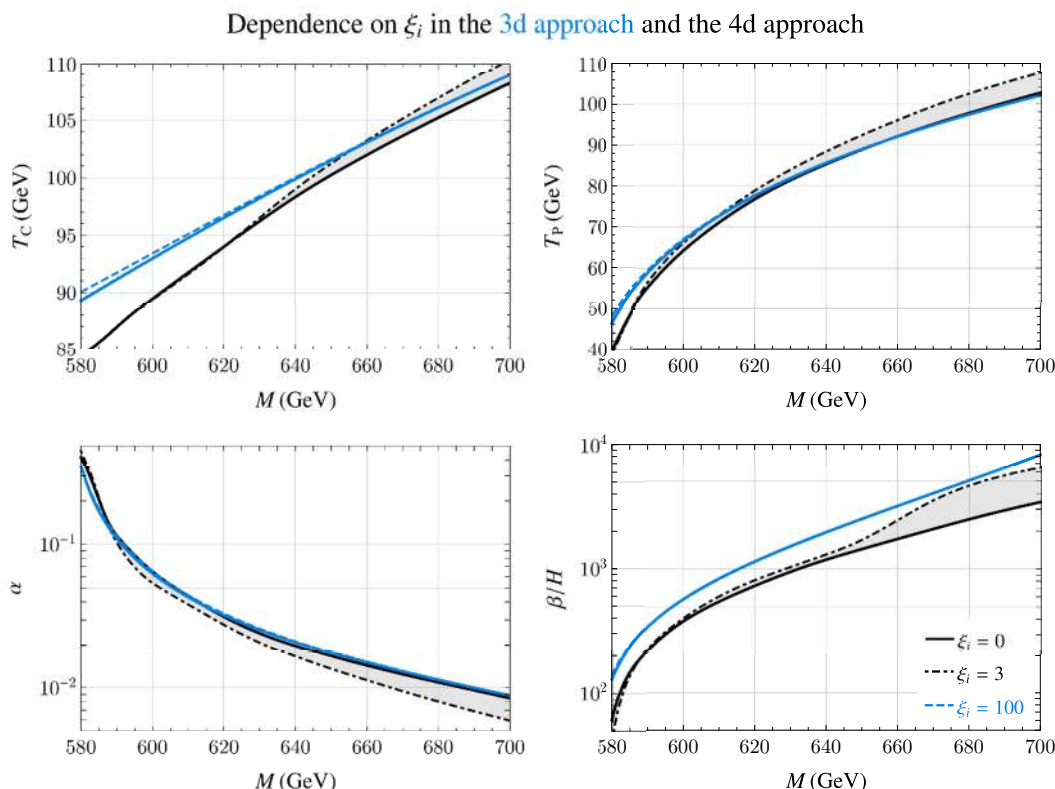 Dependence on ξᵢ in the 3d approach and the 4d approach
110
105
100
95
90
85
T_C (GeV)
580 600 620 640 660 680 700
M (GeV)
110
100
90
80
70
60
50
40
T_P (GeV)
580 600 620 640 660 680 700
M (GeV)
10⁻¹
10⁻²
α
580 600 620 640 660 680 700
M (GeV)
10⁴
10³
10²
β/H
ξᵢ = 0
ξᵢ = 3
ξᵢ = 100
580 600 620 640 660 680 700
M (GeV)